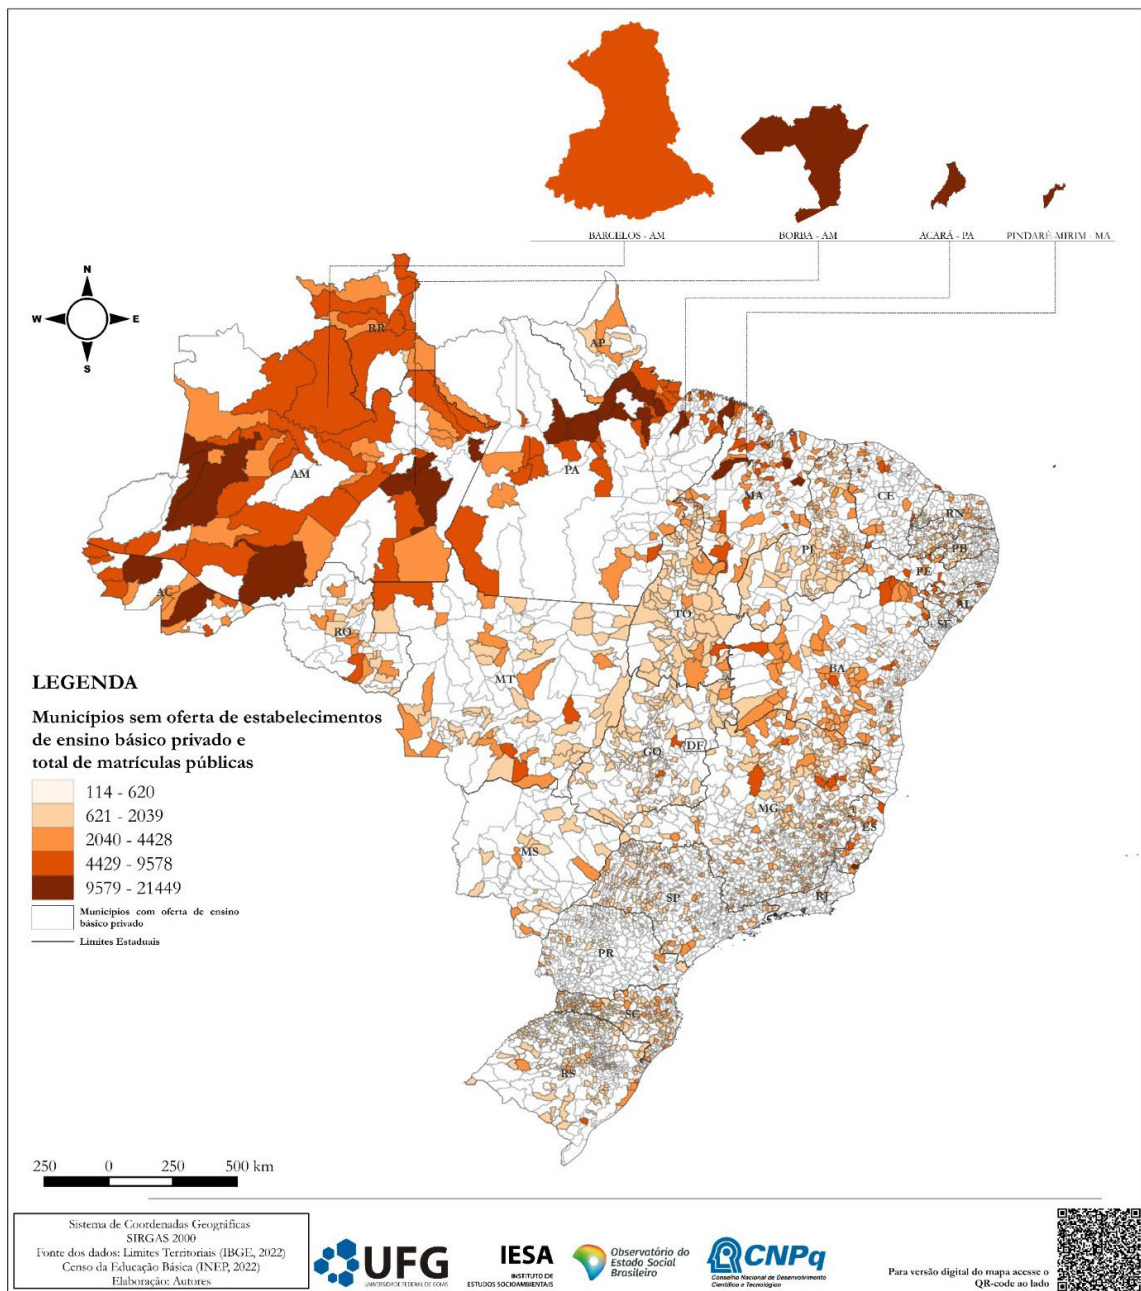 BARCELOS - AM
BORBA - AM
ACARÁ - PA
PINDARÉ-MIRIM - MA
N
W
E
S
RR
AP
AM
PA
MA
CE
RN
PB
PE
AL
SE
PI
TO
BA
AC
RO
MT
GO
DF
MG
ES
MS
SP
RJ
PR
SC
RS
LEGENDA
Municípios sem oferta de estabelecimentos
de ensino básico privado e
total de matrículas públicas
114 - 620
621 - 2039
2040 - 4428
4429 - 9578
9579 - 21449
Municípios com oferta de ensino
básico privado
Limites Estaduais
250 0 250 500 km
Sistema de Coordenadas Geográficas
SIRGAS 2000
Fonte dos dados: Limites Territoriais (IBGE, 2022)
Censo da Educação Básica (INEP, 2022)
Elaboração: Autores
UFG
UNIVERSIDADE FEDERAL DE GOIÁS
IESA
INSTITUTO DE
ESTUDOS SOCIOAMBIENTAIS
Observatório do
Estado Social
Brasileiro
CNPq
Conselho Nacional de Desenvolvimento
Científico e Tecnológico
Para versão digital do mapa acesse o
QR-code ao lado